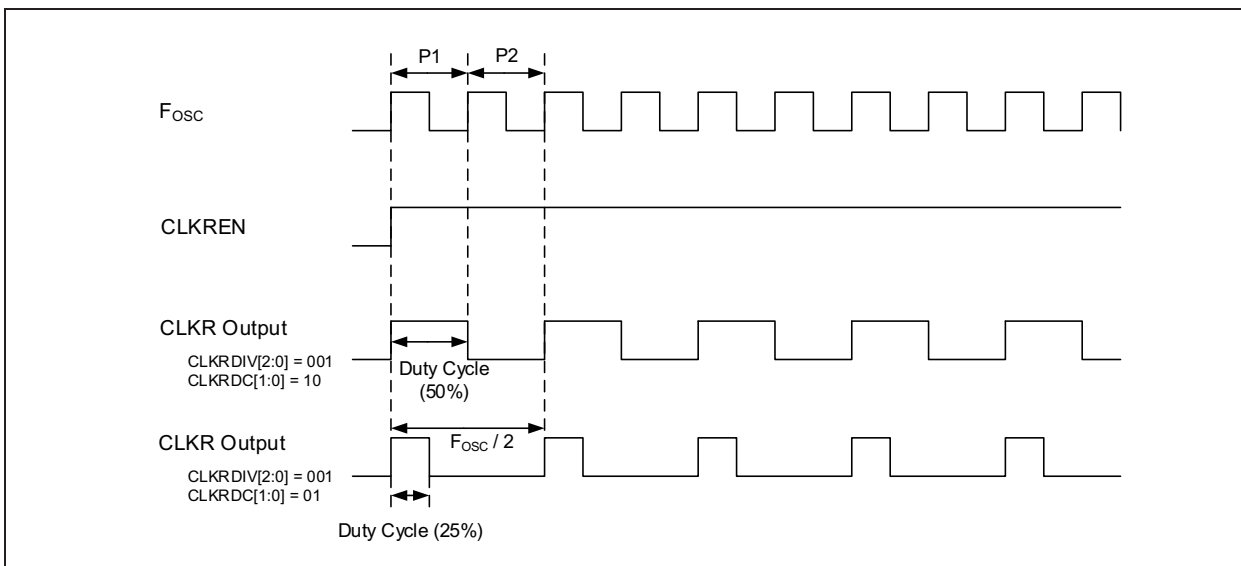 P1 P2
FOSC
CLKREN
CLKR Output
CLKRDIV[2:0] = 001
CLKRDC[1:0] = 10
Duty Cycle
(50%)
FOSC / 2
CLKR Output
CLKRDIV[2:0] = 001
CLKRDC[1:0] = 01
Duty Cycle (25%)